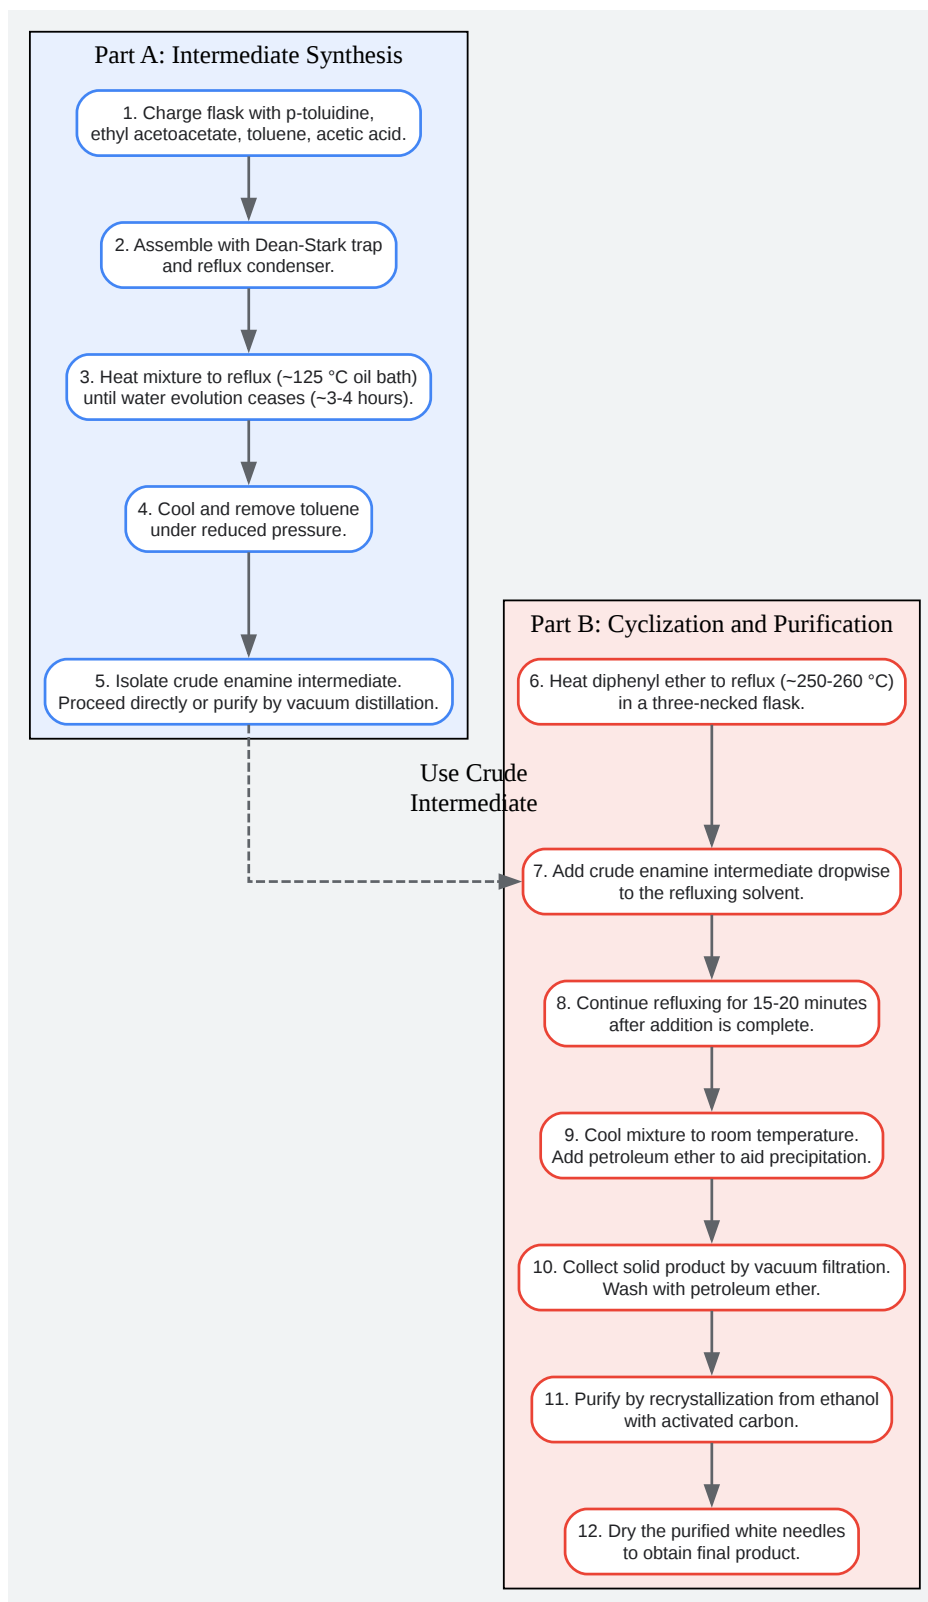 Part A: Intermediate Synthesis
1. Charge flask with p-toluidine,
ethyl acetoacetate, toluene, acetic acid.
2. Assemble with Dean-Stark trap
and reflux condenser.
3. Heat mixture to reflux (~125 °C oil bath)
until water evolution ceases (~3-4 hours).
4. Cool and remove toluene
under reduced pressure.
5. Isolate crude enamine intermediate.
Proceed directly or purify by vacuum distillation.
Use Crude
Intermediate
Part B: Cyclization and Purification
6. Heat diphenyl ether to reflux (~250-260 °C)
in a three-necked flask.
7. Add crude enamine intermediate dropwise
to the refluxing solvent.
8. Continue refluxing for 15-20 minutes
after addition is complete.
9. Cool mixture to room temperature.
Add petroleum ether to aid precipitation.
10. Collect solid product by vacuum filtration.
Wash with petroleum ether.
11. Purify by recrystallization from ethanol
with activated carbon.
12. Dry the purified white needles
to obtain final product.